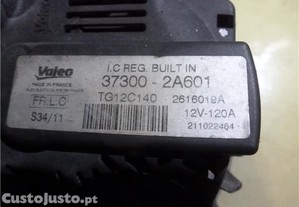 I.C REG. BUILT IN
Valeo
MADE IN FRANCE
37300 - 2A601
FR.L.C
TG12C140 2616019A
S34/11
12V-120A
211022464
CustoJusto.pt